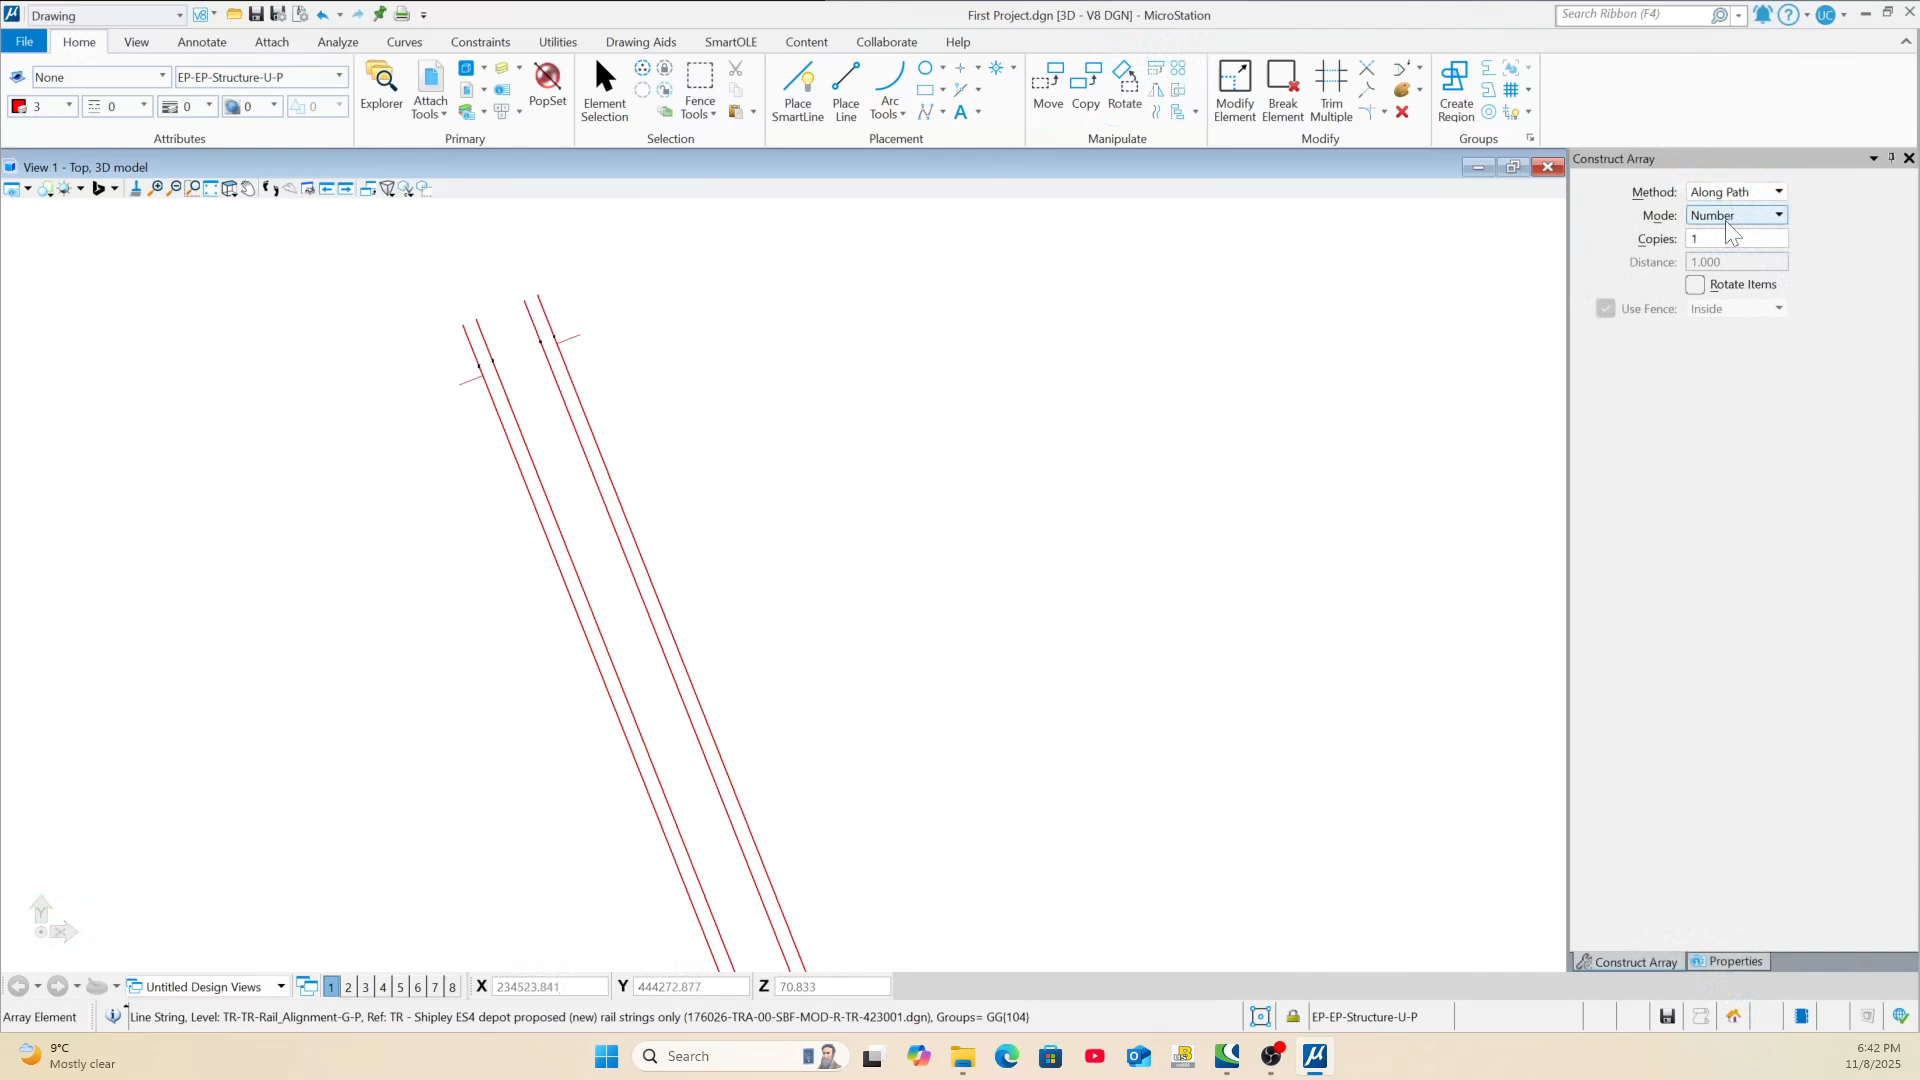 Drawing
First Project.dgn [3D - V8 DGN] - MicroStation
Search Ribbon (F4)
UC
File Home View Annotate Attach Analyze Curves Constraints Utilities Drawing Aids SmartOLE Content Collaborate Help
None EP-EP-Structure-U-P
3 0 0 0 0
Explorer Attach Tools PopSet Element Selection Fence Tools Place SmartLine Place Line Arc Tools Move Copy Rotate Modify Element Break Element Trim Multiple Create Region
Attributes Primary Selection Placement Manipulate Modify Groups
View 1 - Top, 3D model
Construct Array
Method: Along Path
Mode: Number
Copies: 1
Distance: 1.000
Rotate Items
Use Fence: Inside
Y
X
Construct Array Properties
Untitled Design Views 1 2 3 4 5 6 7 8 X 234523.841 Y 444272.877 Z 70.833
Array Element Line String, Level: TR-TR-Rail_Alignment-G-P, Ref: TR - Shipley ES4 depot proposed (new) rail strings only (176026-TRA-00-SBF-MOD-R-TR-423001.dgn), Groups= GG(104) EP-EP-Structure-U-P
9°C
Mostly clear
Search
6:42 PM
11/8/2025